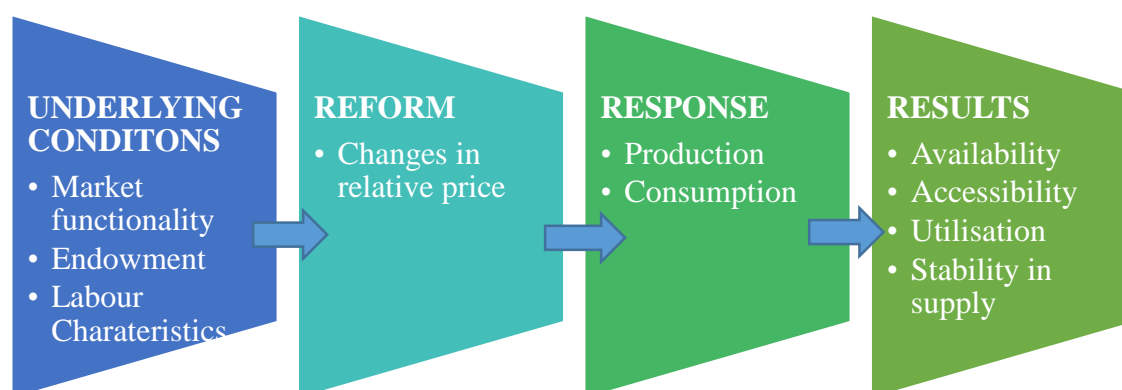 UNDERLYING
CONDITONS
• Market
functionality
• Endowment
• Labour
Charateristics
REFORM
• Changes in
relative price
RESPONSE
• Production
• Consumption
RESULTS
• Availability
• Accessibility
• Utilisation
• Stability in
supply